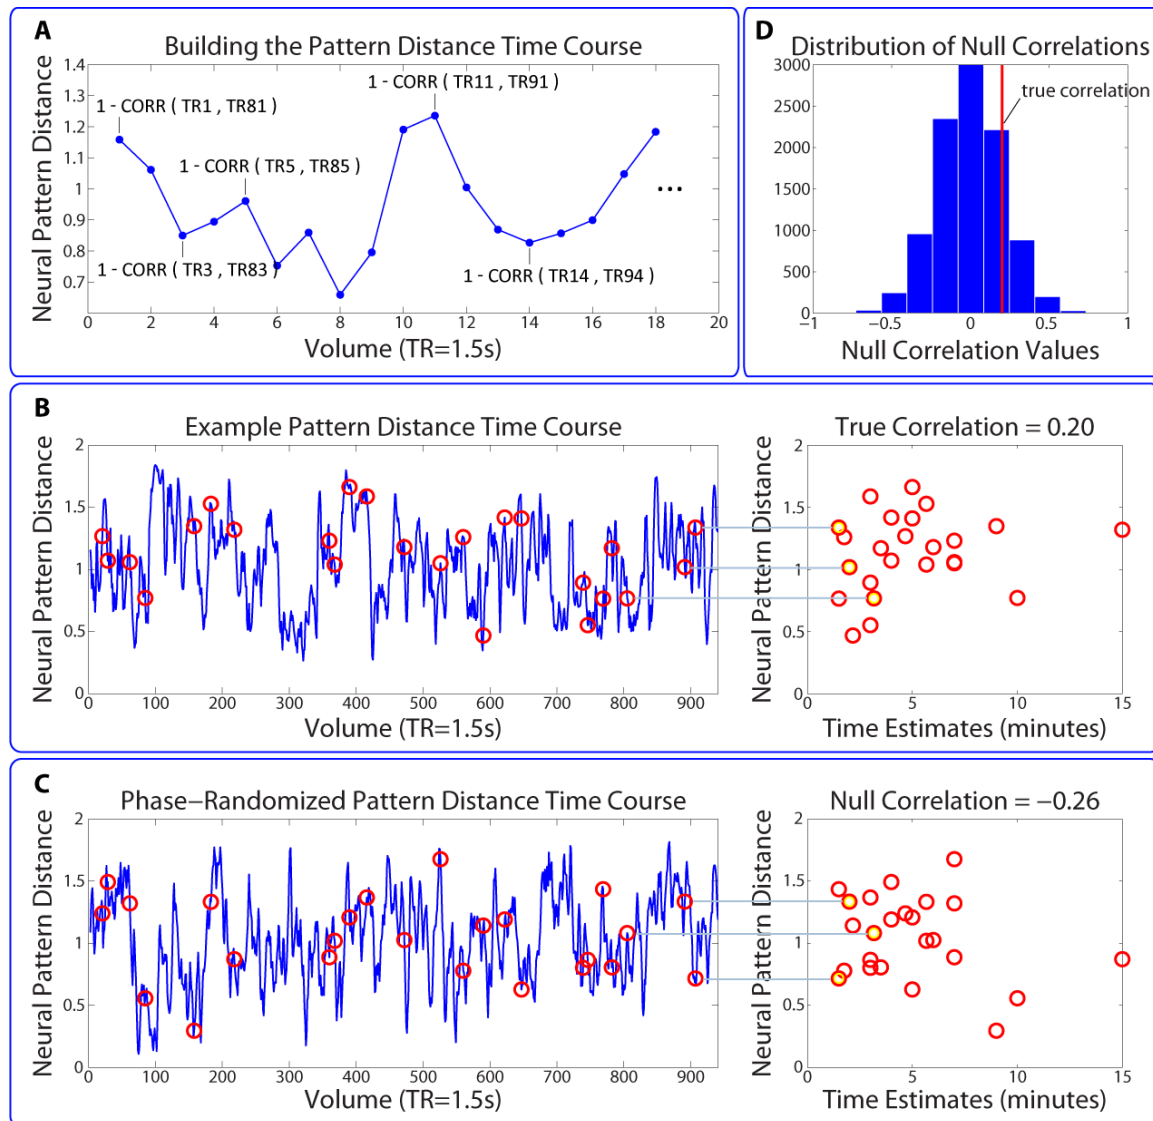 A
Building the Pattern Distance Time Course
Neural Pattern Distance
1.4
1.3
1.2
1.1
1
0.9
0.8
0.7
1 - CORR ( TR1 , TR81 )
1 - CORR ( TR11 , TR91 )
1 - CORR ( TR5 , TR85 )
1 - CORR ( TR3 , TR83 )
1 - CORR ( TR14 , TR94 )
...
0 2 4 6 8 10 12 14 16 18 20
Volume (TR=1.5s)
D
Distribution of Null Correlations
3000
2500
2000
1500
1000
500
0
true correlation
−1 −0.5 0 0.5 1
Null Correlation Values
B
Example Pattern Distance Time Course
Neural Pattern Distance
2
1.5
1
0.5
0
0 100 200 300 400 500 600 700 800 900
Volume (TR=1.5s)
True Correlation = 0.20
Neural Pattern Distance
2
1.5
1
0.5
0
0 5 10 15
Time Estimates (minutes)
C
Phase−Randomized Pattern Distance Time Course
Neural Pattern Distance
2
1.5
1
0.5
0
0 100 200 300 400 500 600 700 800 900
Volume (TR=1.5s)
Null Correlation = −0.26
Neural Pattern Distance
2
1.5
1
0.5
0
0 5 10 15
Time Estimates (minutes)